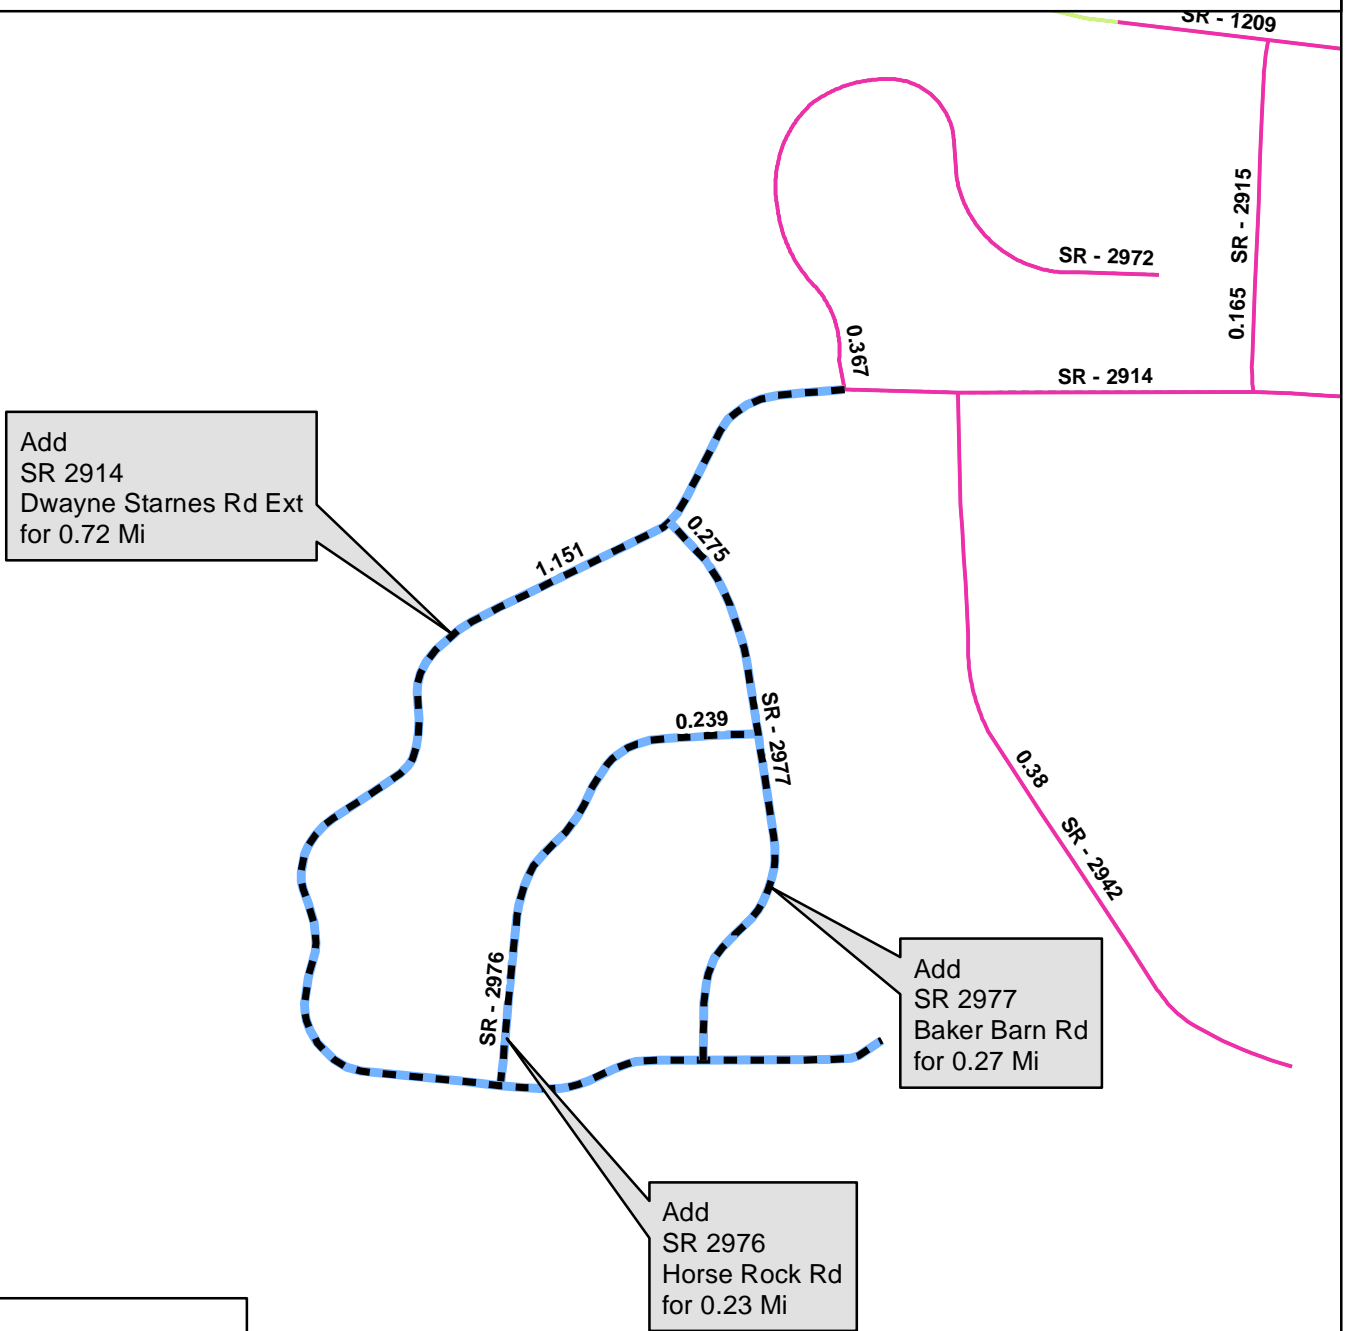 SR - 1209
SR - 2915
0.165
SR - 2972
0.367
SR - 2914
Add
SR 2914
Dwayne Starnes Rd Ext
for 0.72 Mi
1.151
0.275
0.239
SR - 2977
0.38
SR - 2942
SR - 2976
Add
SR 2977
Baker Barn Rd
for 0.27 Mi
Add
SR 2976
Horse Rock Rd
for 0.23 Mi